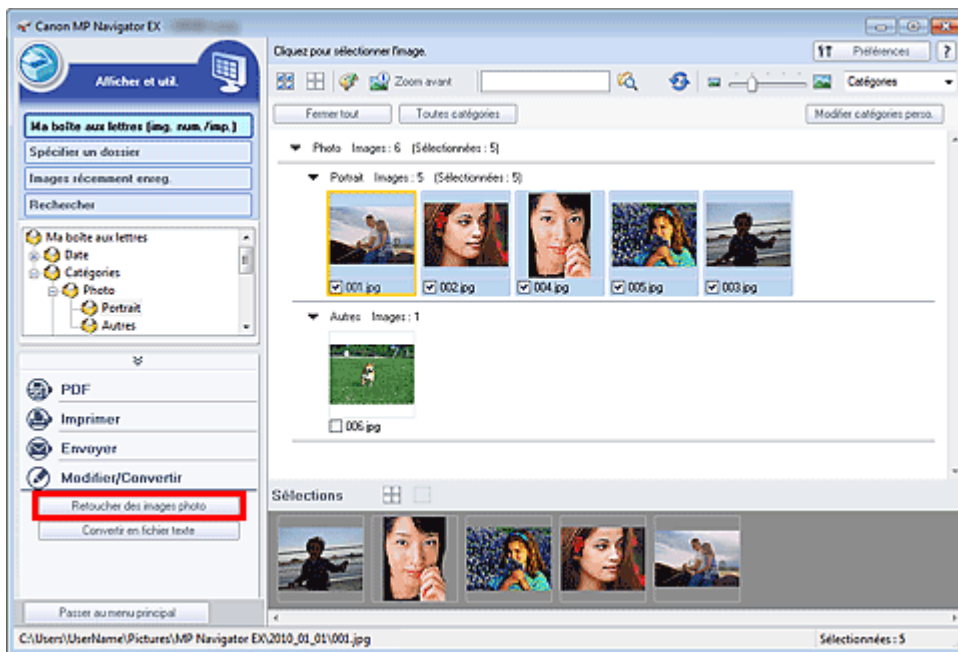 Canon MP Navigator EX
Cliquez pour sélectionner l'image.
Préférences
?
Afficher et util.
Zoom avant
Catégories
Fermer tout
Toutes catégories
Modifier catégories perso.
Ma boîte aux lettres (img. num./imp.)
Spécifier un dossier
Images récemment enreg.
Rechercher
Ma boîte aux lettres
Date
Catégories
Photo
Portrait
Autres
Photo Images : 6 (Sélectionnées : 5)
Portrait Images : 5 (Sélectionnées : 5)
001.jpg
002.jpg
004.jpg
005.jpg
003.jpg
Autres Images : 1
006.jpg
PDF
Imprimer
Envoyer
Modifier/Convertir
Retoucher des images photo
Convertir en fichier texte
Sélections
Passer au menu principal
C:\Users\UserName\Pictures\MP Navigator EX\2010_01_01\001.jpg
Sélectionnées : 5